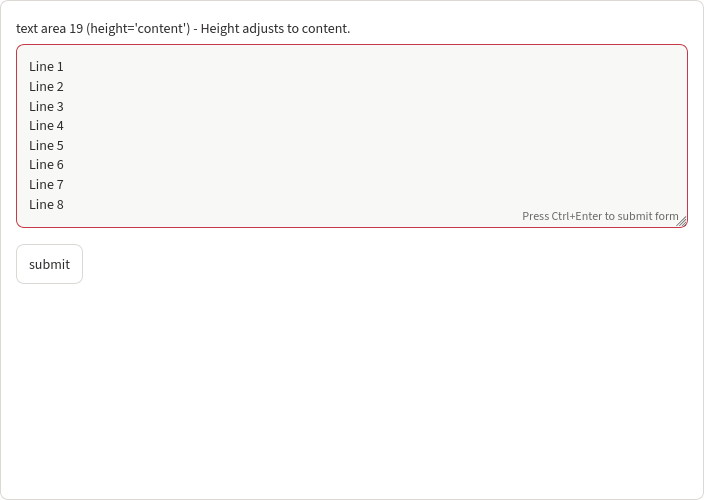 text area 19 (height='content') - Height adjusts to content.
Line 1
Line 2
Line 3
Line 4
Line 5
Line 6
Line 7
Line 8
Press Ctrl+Enter to submit form
submit